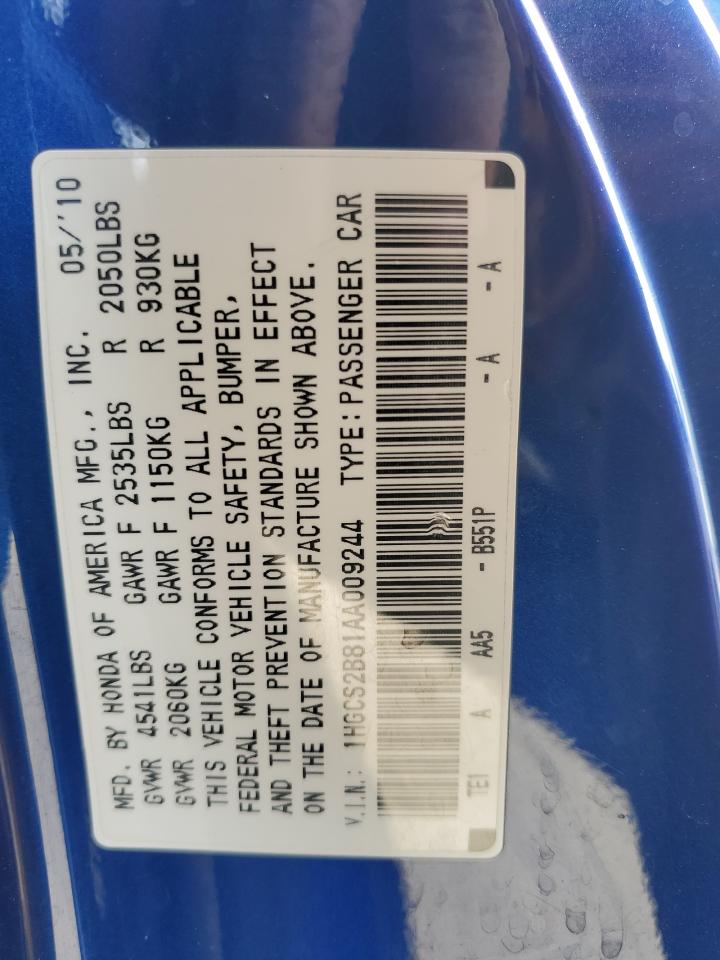 MFD. BY HONDA OF AMERICA MFG., INC. 05/'10
GVWR 4541LBS GAWR F 2535LBS R 2050LBS
GVWR 2060KG GAWR F 1150KG R 930KG
THIS VEHICLE CONFORMS TO ALL APPLICABLE
FEDERAL MOTOR VEHICLE SAFETY, BUMPER,
AND THEFT PREVENTION STANDARDS IN EFFECT
ON THE DATE OF MANUFACTURE SHOWN ABOVE.
V.I.N.: 1HGCS2B81AA009244 TYPE:PASSENGER CAR
TE1 A AA5 - B551P - A - A